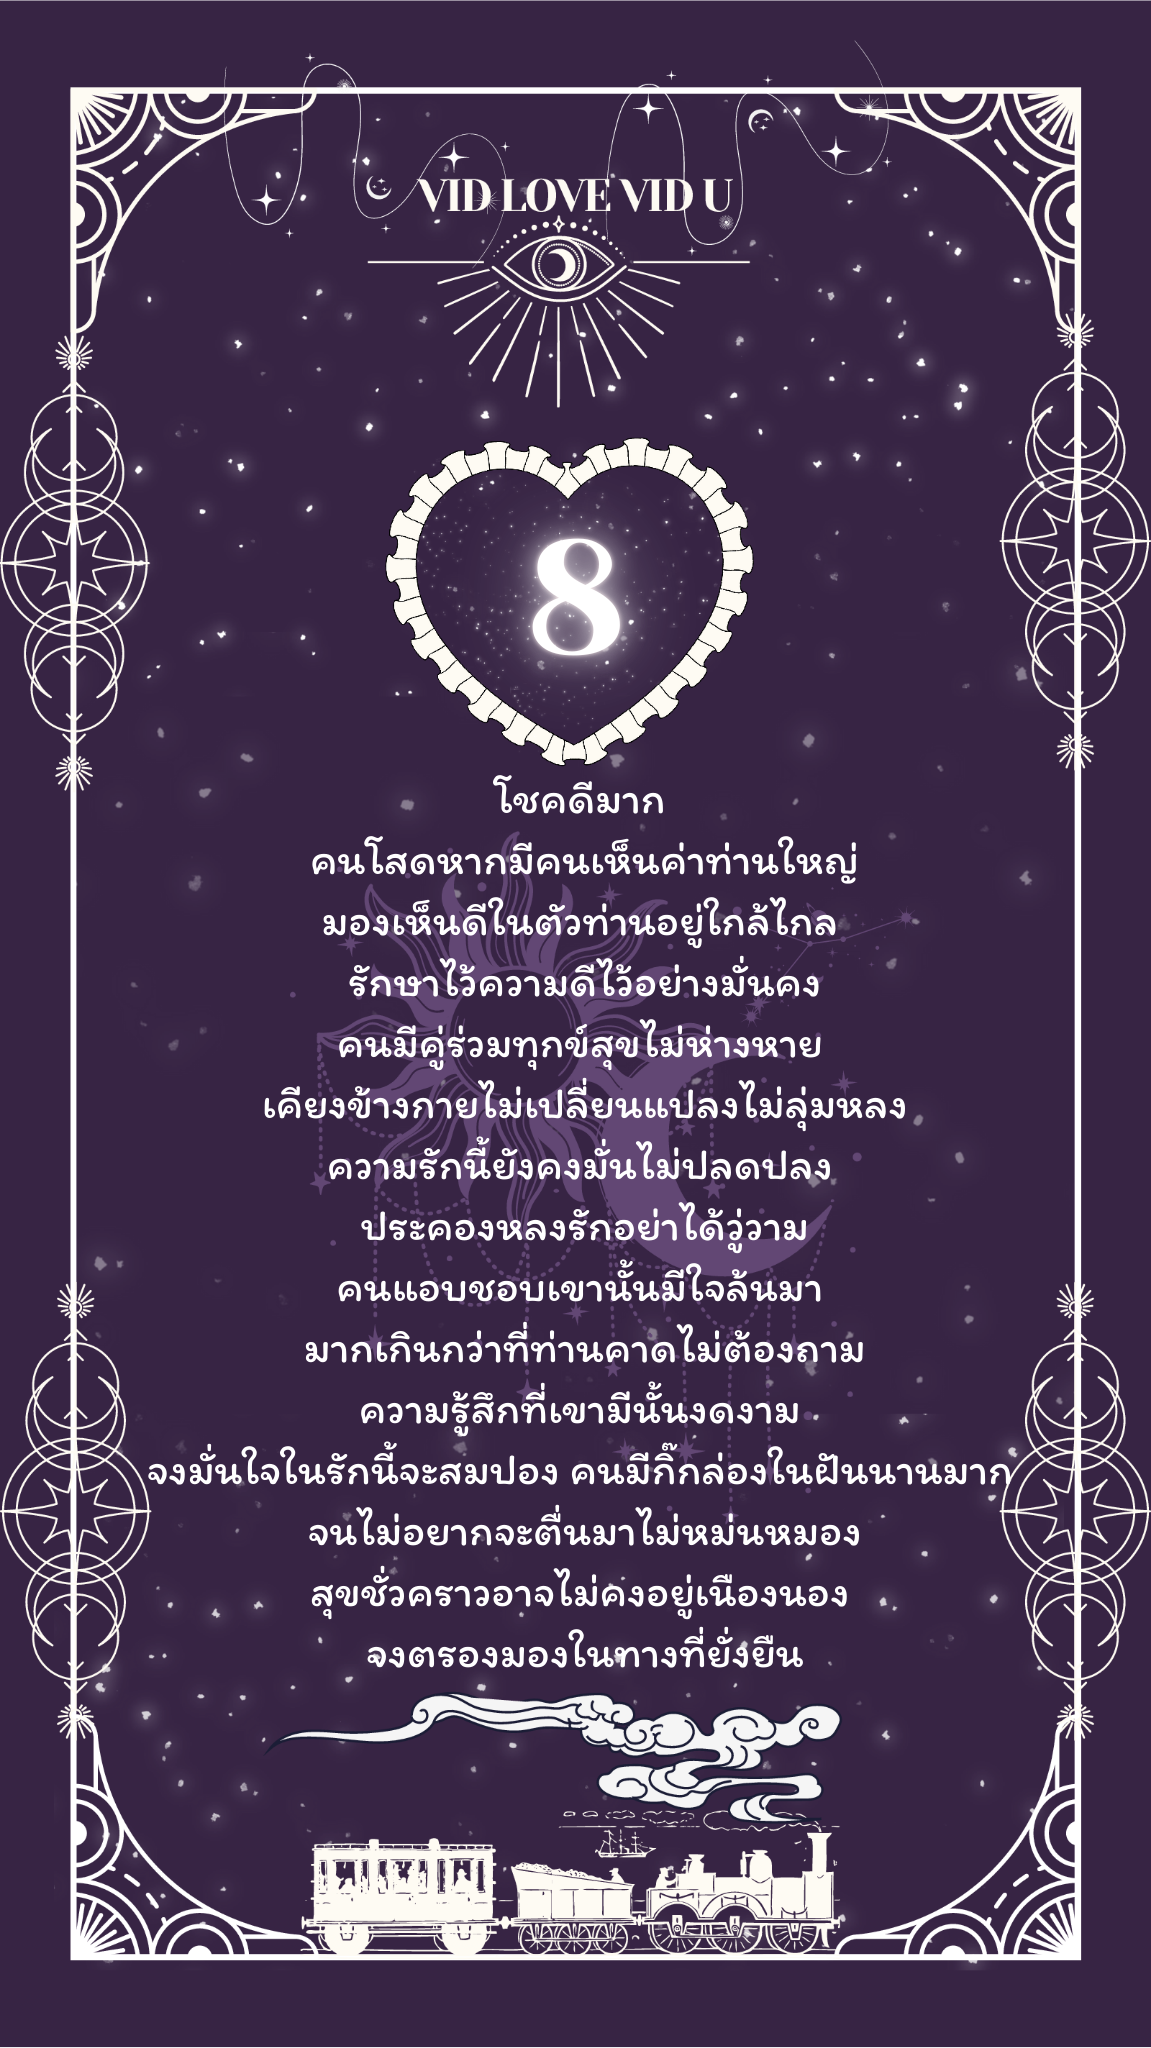 VID LOVE VID U
8
โชคดีมาก
คนโสดหากมีคนเห็นค่าท่านใหญ่
มองเห็นดีในตัวท่านอยู่ใกล้ไกล
รักษาไว้ความดีไว้อย่างมั่นคง
คนมีคู่ร่วมทุกข์สุขไม่ห่างหาย
เคียงข้างกายไม่เปลี่ยนแปลงไม่ลุ่มหลง
ความรักนี้ยังคงมั่นไม่ปลดปลง
ประคองหลงรักอย่าได้วู่วาม
คนแอบชอบเขานั้นมีใจล้นมา
มากเกินกว่าที่ท่านคาดไม่ต้องถาม
ความรู้สึกที่เขามีนั้นงดงาม
จงมั่นใจในรักนี้จะสมปอง คนมีกิ๊กล่องในฝันนานมาก
จนไม่อยากจะตื่นมาไม่หม่นหมอง
สุขชั่วคราวอาจไม่คงอยู่เนืองนอง
จงตรองมองในทางที่ยั่งยืน